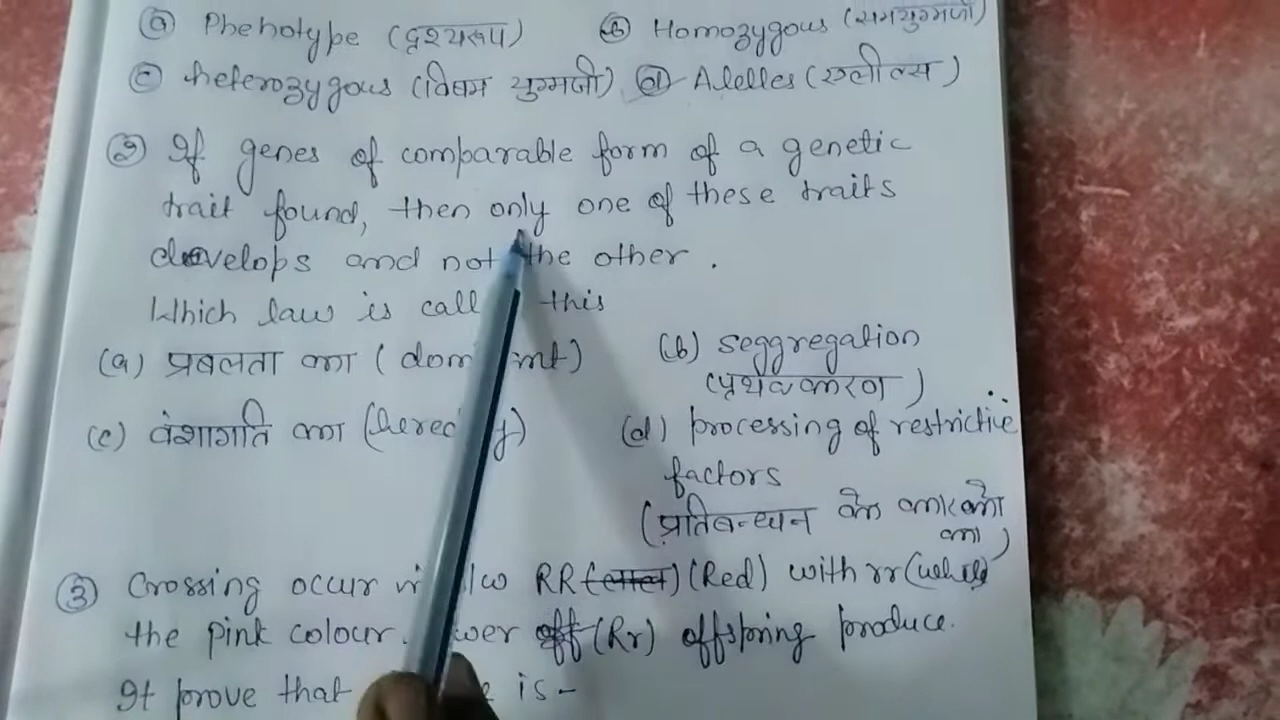 (a) Phenotype (दृश्यरूप) (b) Homozygous (समयुग्मजी)
(c) heterozygous (विषम युग्मजी) (d) Alelles (एलील्स)
(2) If genes of comparable form of a genetic
trait found, then only one of these traits
develops and not the other.
Which law is call this
(a) प्रबलता का ( (b) seggregation
(पृथक्करण)
(c) वंशागति का ( (d) processing of restrictive
factors
(प्रतिबन्धन के कारको
का)
(3) Crossing occur RR (Red) with rr (
the pink colour. (Rr) offspring produce.
It prove that is -